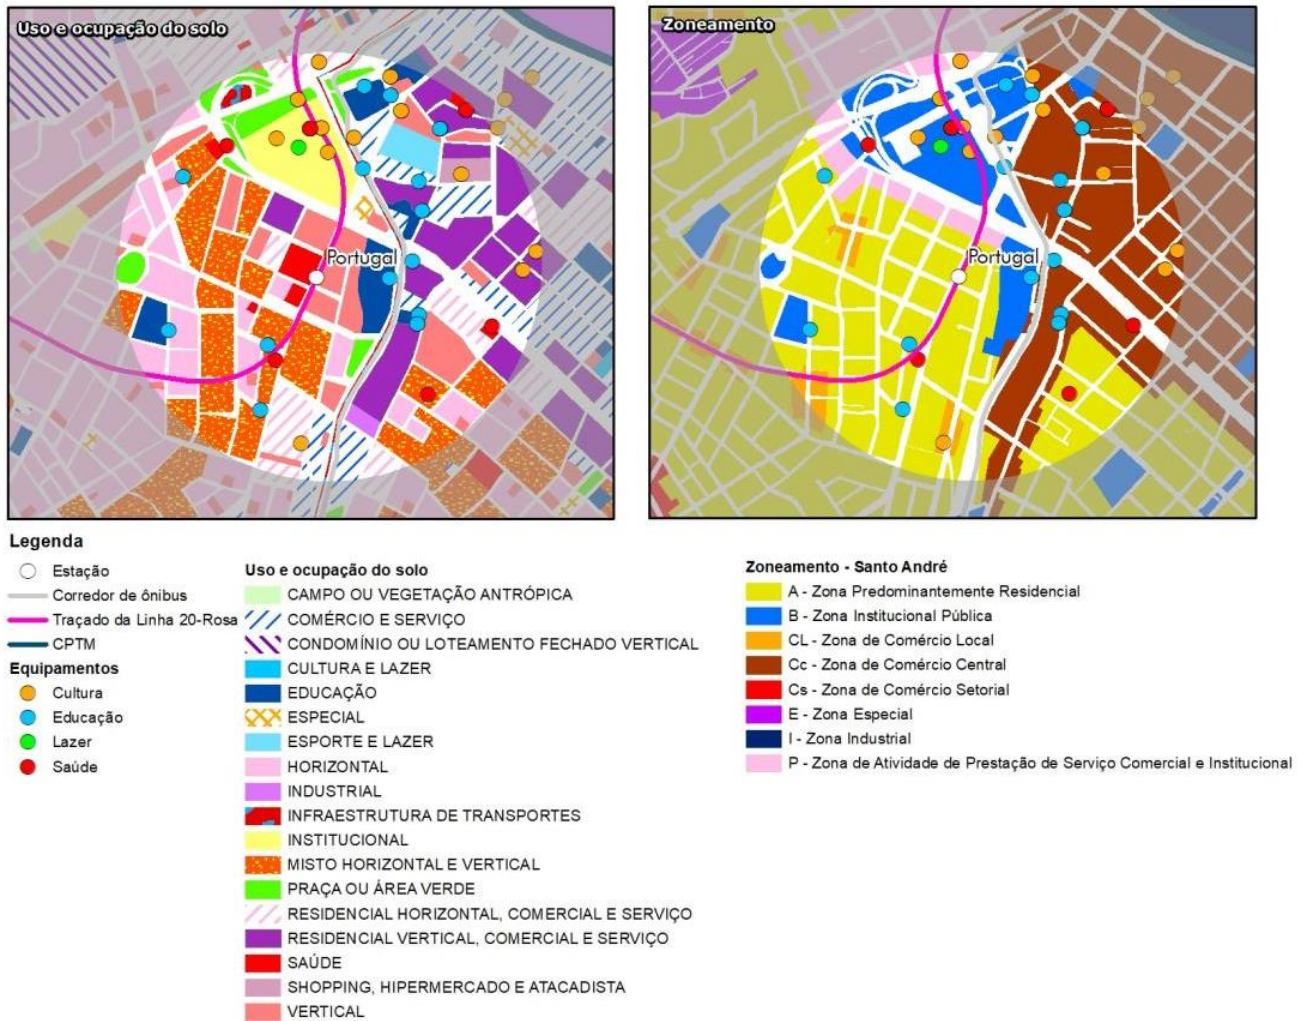 Uso e ocupação do solo
Portugal
Zoneamento
Portugal
Legenda
Estação
Corredor de ônibus
Traçado da Linha 20-Rosa
CPTM
Equipamentos
Cultura
Educação
Lazer
Saúde
Uso e ocupação do solo
CAMPO OU VEGETAÇÃO ANTRÓPICA
COMÉRCIO E SERVIÇO
CONDOMÍNIO OU LOTEAMENTO FECHADO VERTICAL
CULTURA E LAZER
EDUCAÇÃO
ESPECIAL
ESPORTE E LAZER
HORIZONTAL
INDUSTRIAL
INFRAESTRUTURA DE TRANSPORTES
INSTITUCIONAL
MISTO HORIZONTAL E VERTICAL
PRAÇA OU ÁREA VERDE
RESIDENCIAL HORIZONTAL, COMERCIAL E SERVIÇO
RESIDENCIAL VERTICAL, COMERCIAL E SERVIÇO
SAÚDE
SHOPPING, HIPERMERCADO E ATACADISTA
VERTICAL
Zoneamento - Santo André
A - Zona Predominantemente Residencial
B - Zona Institucional Pública
CL - Zona de Comércio Local
Cc - Zona de Comércio Central
Cs - Zona de Comércio Setorial
E - Zona Especial
I - Zona Industrial
P - Zona de Atividade de Prestação de Serviço Comercial e Institucional